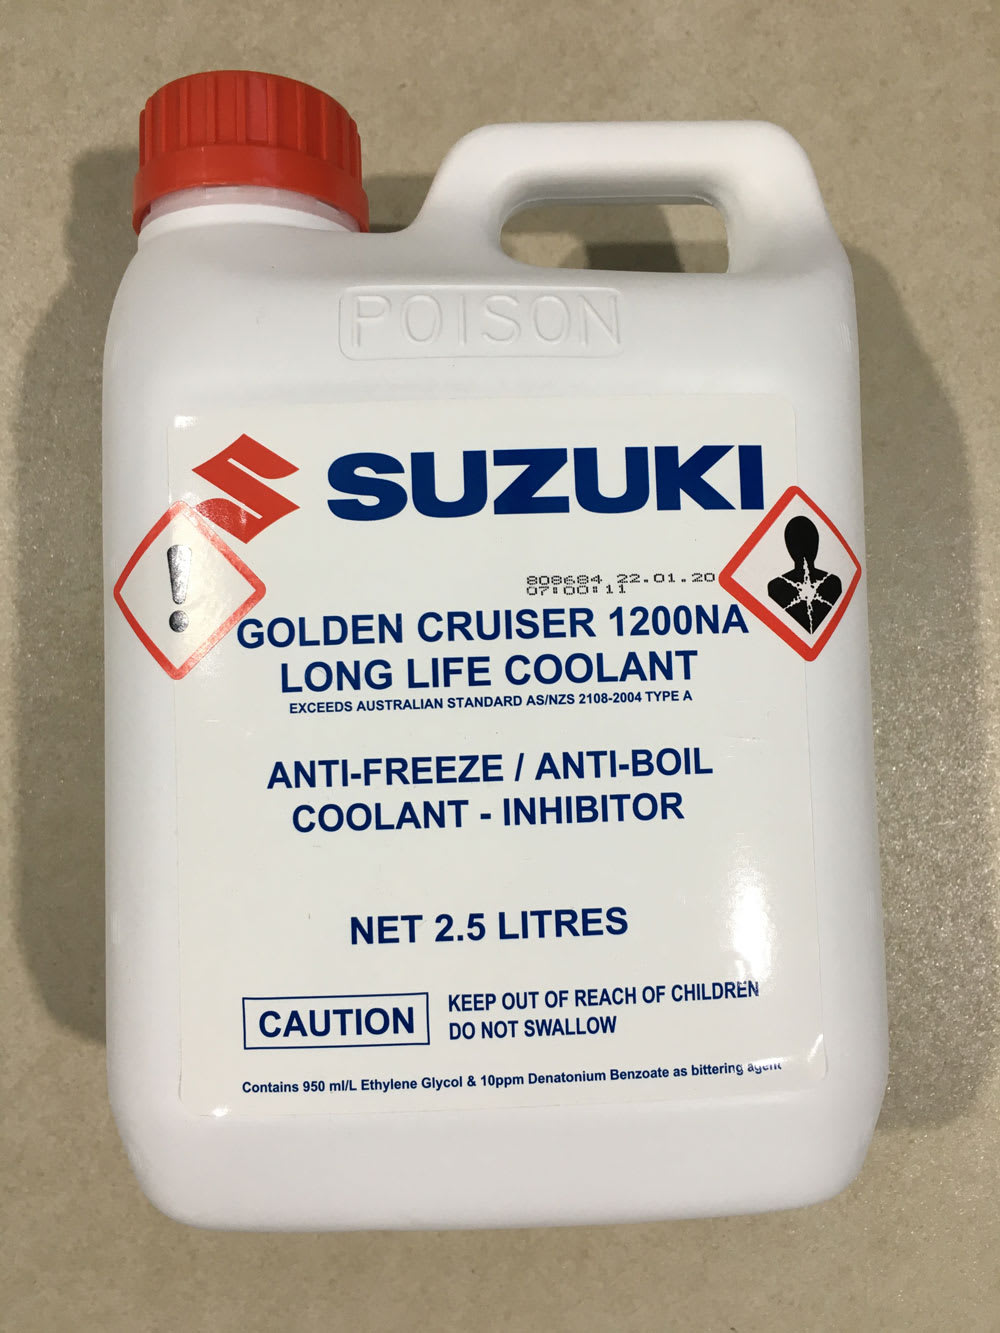 POISON
SUZUKI
808684 22.01.20
07:00:11
GOLDEN CRUISER 1200NA
LONG LIFE COOLANT
EXCEEDS AUSTRALIAN STANDARD AS/NZS 2108-2004 TYPE A
ANTI-FREEZE / ANTI-BOIL
COOLANT - INHIBITOR
NET 2.5 LITRES
CAUTION
KEEP OUT OF REACH OF CHILDREN
DO NOT SWALLOW
Contains 950 ml/L Ethylene Glycol & 10ppm Denatonium Benzoate as bittering agent